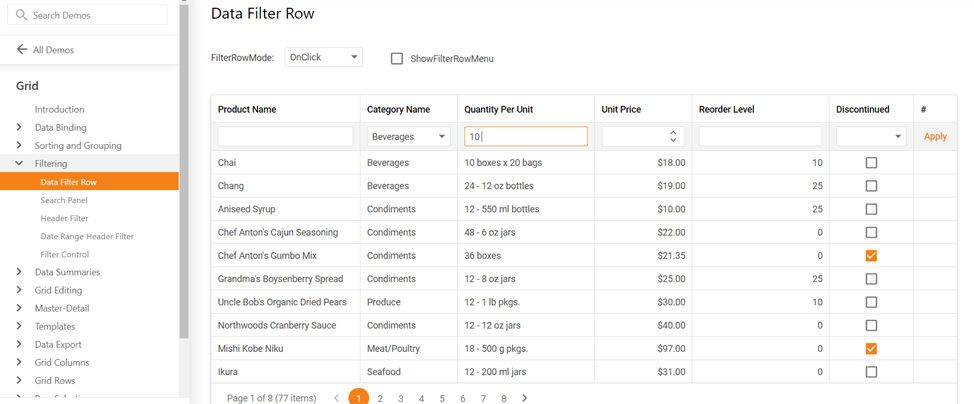 Search Demos
All Demos
Grid
Introduction
Data Binding
Sorting and Grouping
Filtering
Data Filter Row
Search Panel
Header Filter
Date Range Header Filter
Filter Control
Data Summaries
Grid Editing
Master-Detail
Templates
Data Export
Grid Columns
Grid Rows
Data Filter Row
FilterRowMode: OnClick ShowFilterRowMenu
Product Name Category Name Quantity Per Unit Unit Price Reorder Level Discontinued #
Beverages 10 Apply
Chai Beverages 10 boxes x 20 bags $18.00 10
Chang Beverages 24 - 12 oz bottles $19.00 25
Aniseed Syrup Condiments 12 - 550 ml bottles $10.00 25
Chef Anton's Cajun Seasoning Condiments 48 - 6 oz jars $22.00 0
Chef Anton's Gumbo Mix Condiments 36 boxes $21.35 0
Grandma's Boysenberry Spread Condiments 12 - 8 oz jars $25.00 25
Uncle Bob's Organic Dried Pears Produce 12 - 1 lb pkgs. $30.00 10
Northwoods Cranberry Sauce Condiments 12 - 12 oz jars $40.00 0
Mishi Kobe Niku Meat/Poultry 18 - 500 g pkgs. $97.00 0
Ikura Seafood 12 - 200 ml jars $31.00 0
Page 1 of 8 (77 items) 1 2 3 4 5 6 7 8